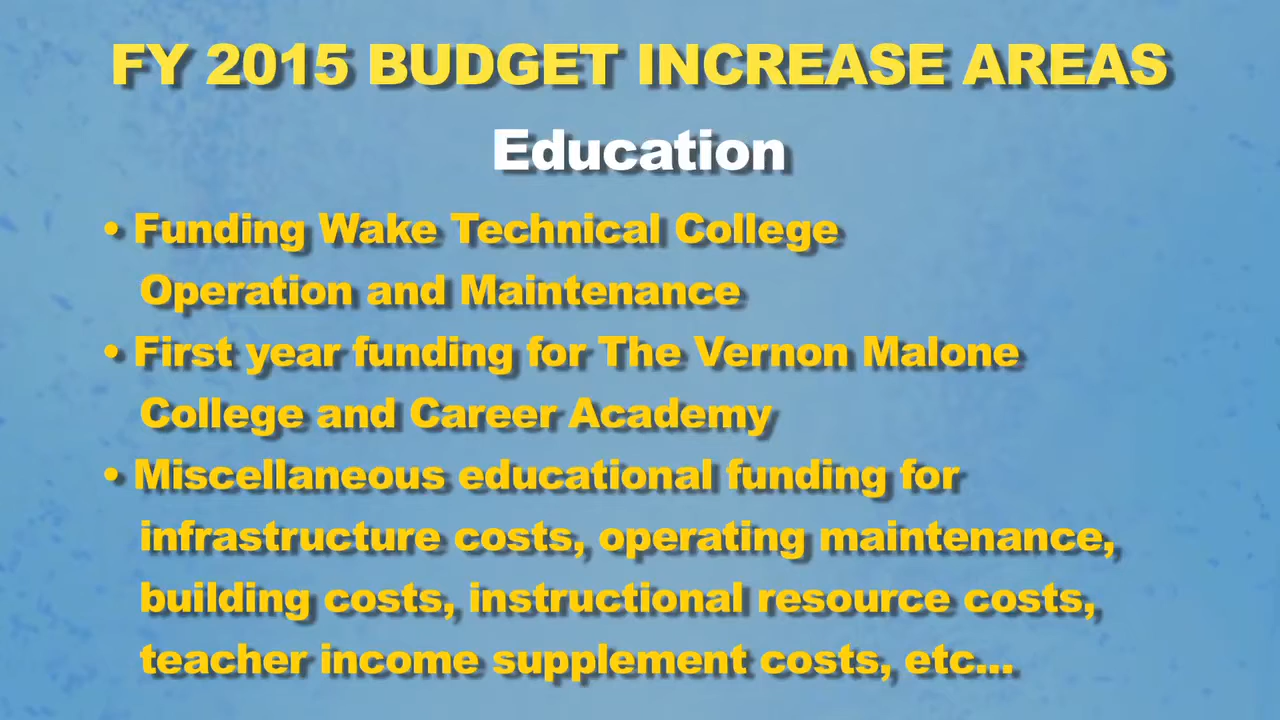 FY 2015 BUDGET INCREASE AREAS
Education
• Funding Wake Technical College
Operation and Maintenance
• First year funding for The Vernon Malone
College and Career Academy
• Miscellaneous educational funding for
infrastructure costs, operating maintenance,
building costs, instructional resource costs,
teacher income supplement costs, etc...